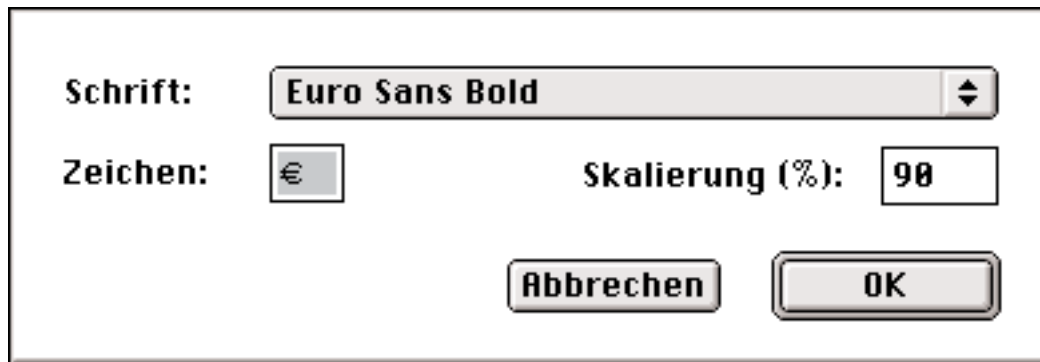 Schrift: Euro Sans Bold
Zeichen: € Skalierung (%): 90
Abbrechen OK